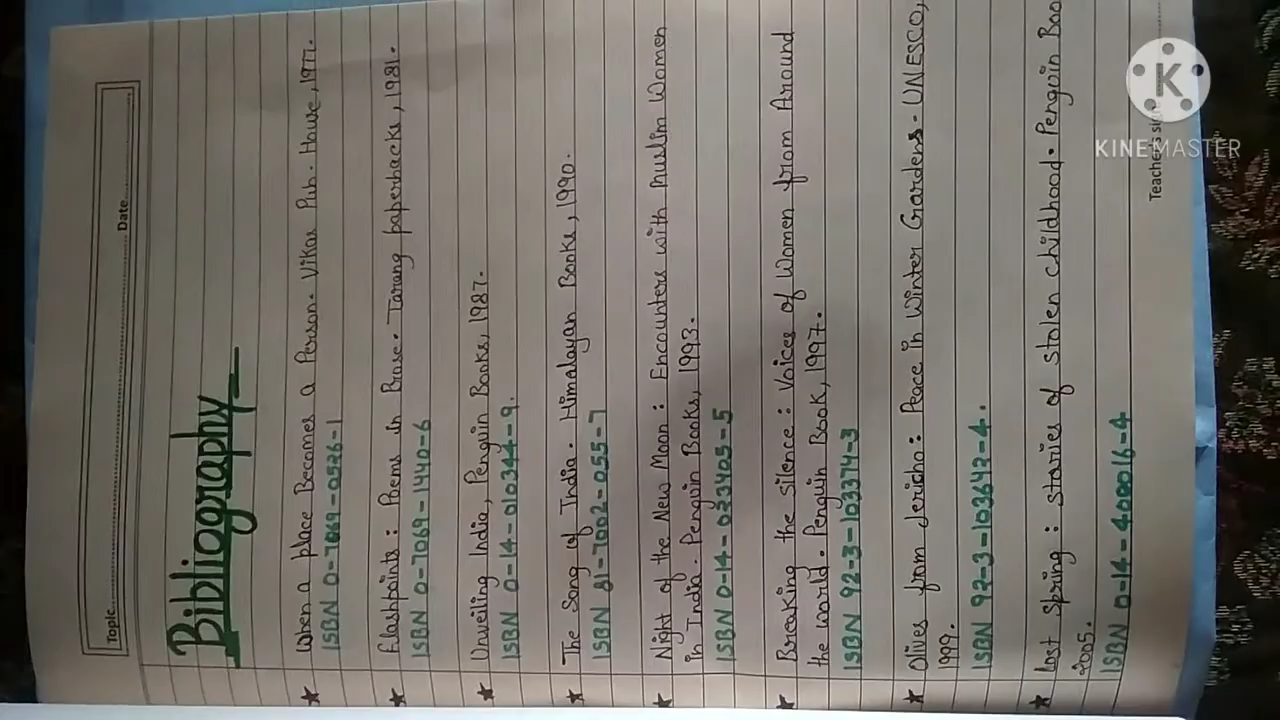 Topic
Date
Bibliography
★ When a place Becomes a Person. Vikas Pub. House, 1977.
ISBN 0-7069-0526-1
★ Flashpoints : Poems in Prose. Tarang paperbacks, 1981.
ISBN 0-7069-1440-6
★ Unveiling India, Penguin Books, 1987.
ISBN 0-14-010344-9.
★ The Song of India. Himalayan Books, 1990.
ISBN 81-7002-055-7
★ Night of the New Moon : Encounters with Muslim Women
in India. Penguin Books, 1993.
ISBN 0-14-023405-5
★ Breaking the silence : Voices of Women from Around
the world. Penguin Book, 1997.
ISBN 92-3-103374-3
★ Olives from Jericho : Peace in Winter Gardens. UNESCO,
1999.
ISBN 92-3-103642-4.
★ Lost Spring : stories of stolen childhood. Penguin Boo
2005.
ISBN 0-14-400016-4
Teacher's sign
K
KINEMASTER